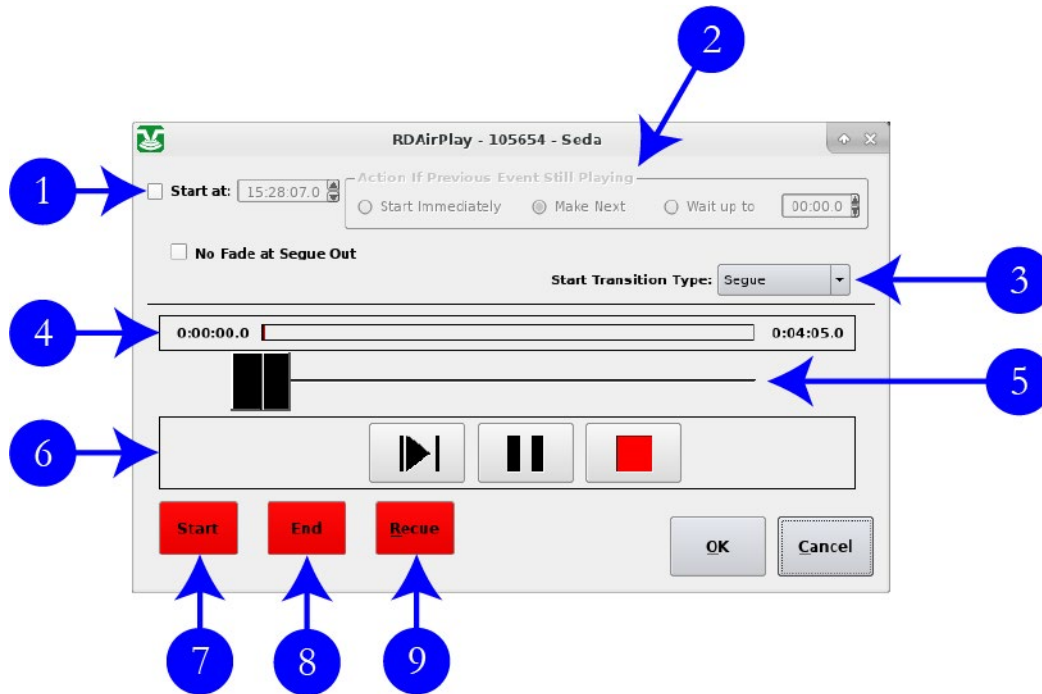 2
RDAirPlay - 105654 - Seda
1
Start at: 15:28:07.0
Action If Previous Event Still Playing
Start Immediately Make Next Wait up to 00:00.0
No Fade at Segue Out
Start Transition Type: Segue
3
4
0:00:00.0 0:04:05.0
5
6
Start End Recue
OK Cancel
7 8 9